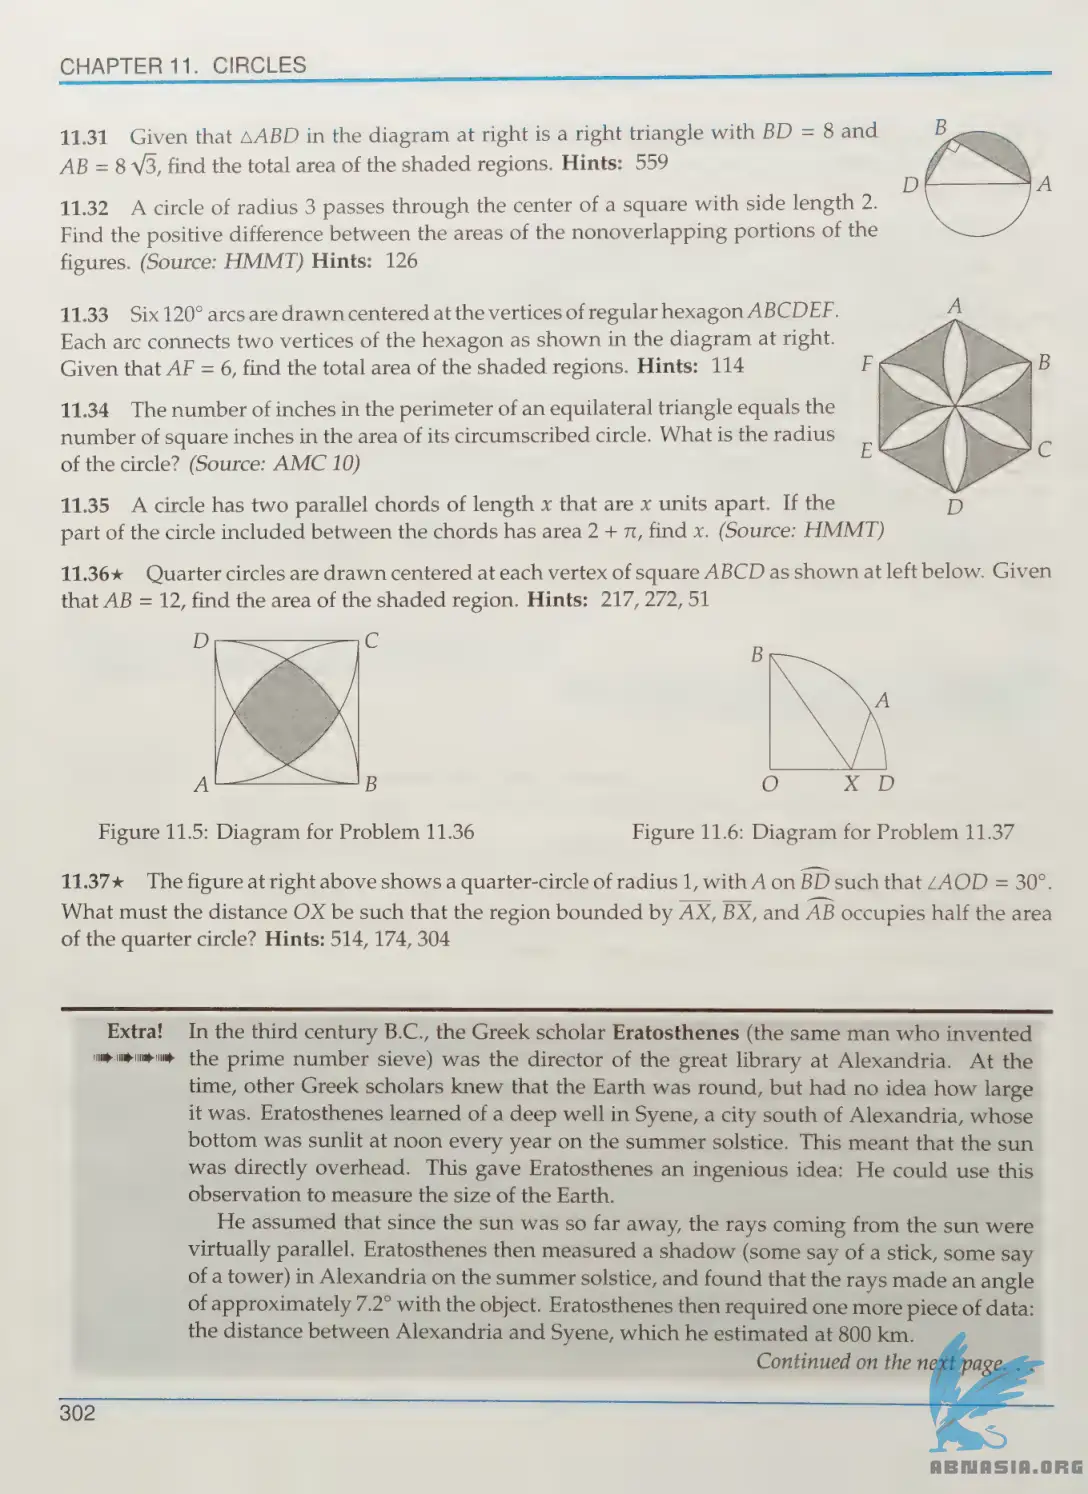 CHAPTER 11. CIRCLES
11.31 Given that △ABD in the diagram at right is a right triangle with BD = 8 and
AB = 8√3, find the total area of the shaded regions. Hints: 559
B
D
A
11.32 A circle of radius 3 passes through the center of a square with side length 2.
Find the positive difference between the areas of the nonoverlapping portions of the
figures. (Source: HMMT) Hints: 126
11.33 Six 120° arcs are drawn centered at the vertices of regular hexagon ABCDEF.
Each arc connects two vertices of the hexagon as shown in the diagram at right.
Given that AF = 6, find the total area of the shaded regions. Hints: 114
A
F
B
E
C
D
11.34 The number of inches in the perimeter of an equilateral triangle equals the
number of square inches in the area of its circumscribed circle. What is the radius
of the circle? (Source: AMC 10)
11.35 A circle has two parallel chords of length x that are x units apart. If the
part of the circle included between the chords has area 2 + π, find x. (Source: HMMT)
11.36★ Quarter circles are drawn centered at each vertex of square ABCD as shown at left below. Given
that AB = 12, find the area of the shaded region. Hints: 217, 272, 51
D
C
A
B
B
A
O
X
D
Figure 11.5: Diagram for Problem 11.36
Figure 11.6: Diagram for Problem 11.37
11.37★ The figure at right above shows a quarter-circle of radius 1, with A on B͡D such that ∠AOD = 30°.
What must the distance OX be such that the region bounded by A̅X̅, B̅X̅, and A͡B occupies half the area
of the quarter circle? Hints: 514, 174, 304
Extra! In the third century B.C., the Greek scholar Eratosthenes (the same man who invented
the prime number sieve) was the director of the great library at Alexandria. At the
time, other Greek scholars knew that the Earth was round, but had no idea how large
it was. Eratosthenes learned of a deep well in Syene, a city south of Alexandria, whose
bottom was sunlit at noon every year on the summer solstice. This meant that the sun
was directly overhead. This gave Eratosthenes an ingenious idea: He could use this
observation to measure the size of the Earth.
He assumed that since the sun was so far away, the rays coming from the sun were
virtually parallel. Eratosthenes then measured a shadow (some say of a stick, some say
of a tower) in Alexandria on the summer solstice, and found that the rays made an angle
of approximately 7.2° with the object. Eratosthenes then required one more piece of data:
the distance between Alexandria and Syene, which he estimated at 800 km.
Continued on the next page. . .
302
ABNASIA.ORG